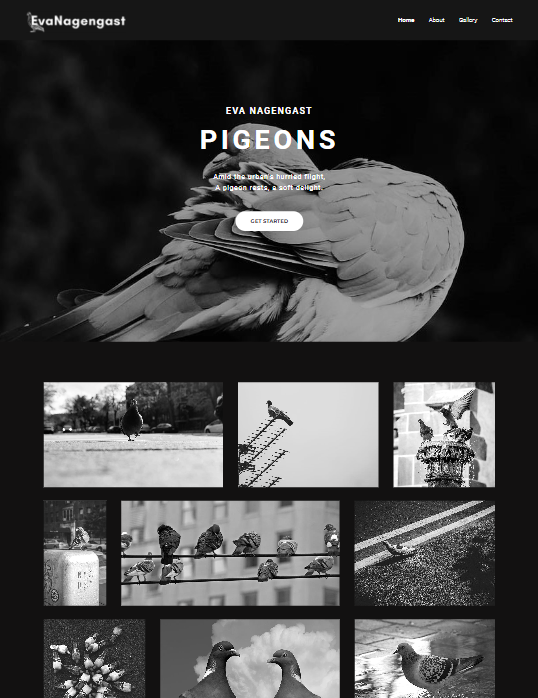 EvaNagengast
Home About Gallery Contact
EVA NAGENGAST
PIGEONS
Amid the urban's hurried flight,
A pigeon rests, a soft delight.
GET STARTED